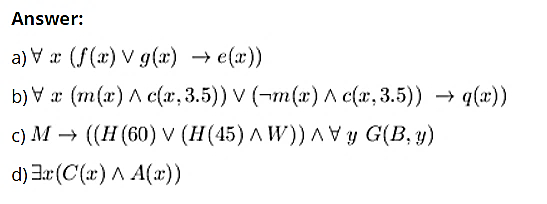 Answer:
a) ∀ x (f(x) ∨ g(x) → e(x))
b) ∀ x (m(x) ∧ c(x, 3.5)) ∨ (¬m(x) ∧ c(x, 3.5)) → q(x))
c) M → ((H(60) ∨ (H(45) ∧ W)) ∧ ∀ y G(B, y)
d) ∃x(C(x) ∧ A(x))